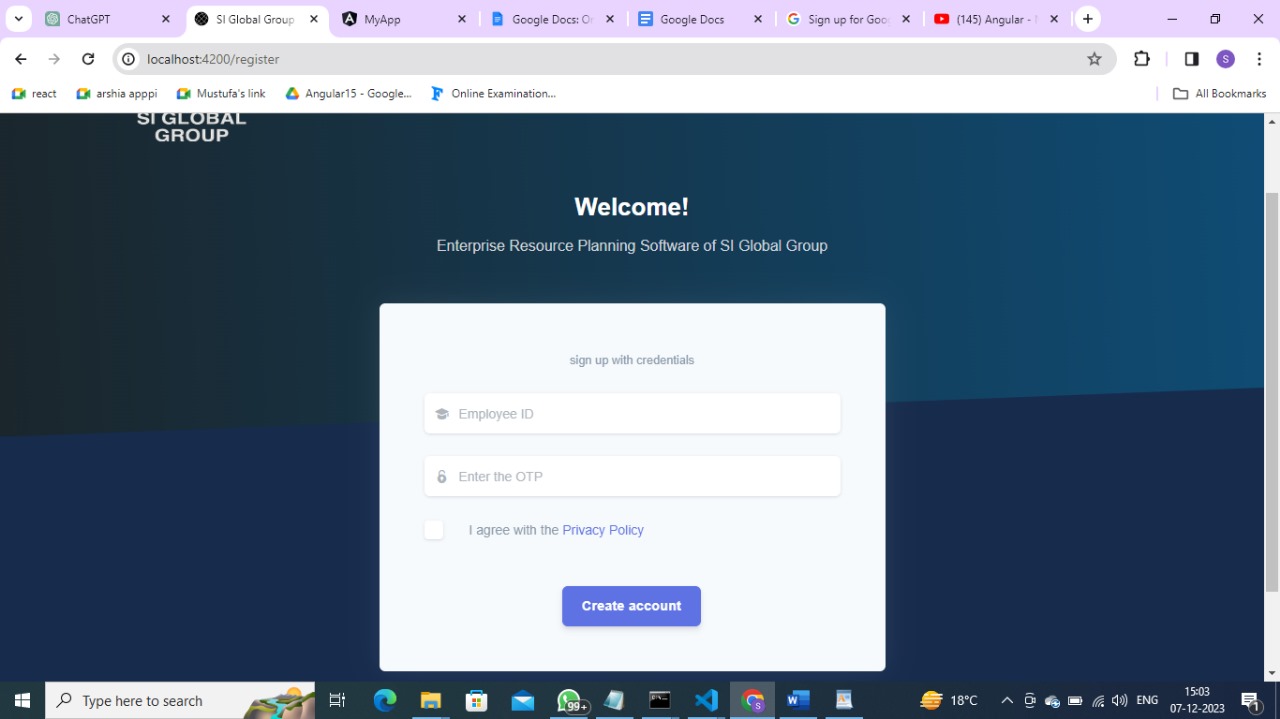 ChatGPT
SI Global Group
MyApp
Google Docs: On
Google Docs
Sign up for Goo
(145) Angular -
localhost:4200/register
S
react
arshia apppi
Mustufa's link
Angular15 - Google...
Online Examination...
All Bookmarks
SI GLOBAL
GROUP
Welcome!
Enterprise Resource Planning Software of SI Global Group
sign up with credentials
Employee ID
Enter the OTP
I agree with the Privacy Policy
Create account
Type here to search
99+
S
18°C
ENG
15:03
07-12-2023
1